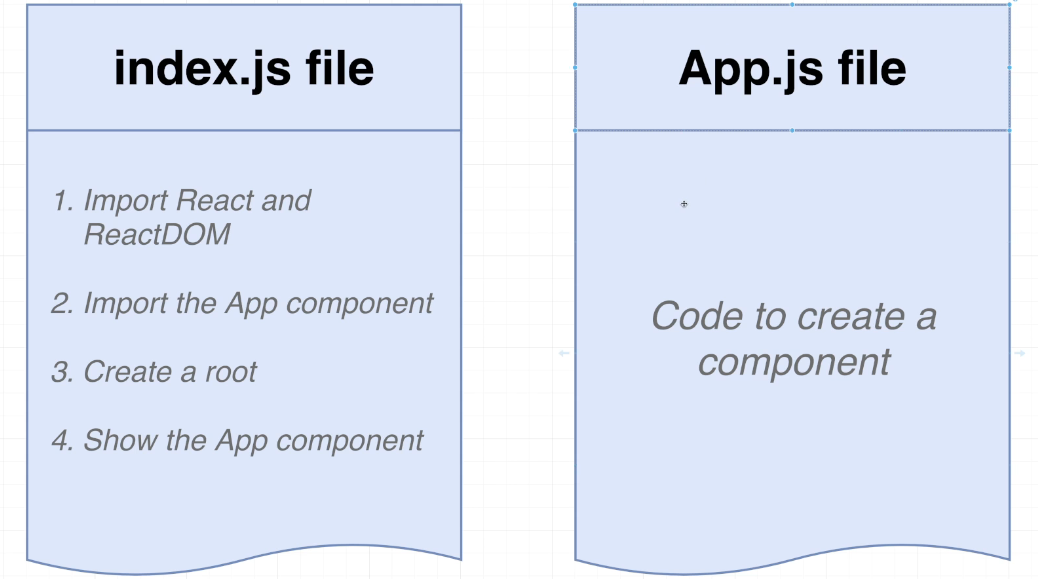 index.js file
1. Import React and
ReactDOM
2. Import the App component
3. Create a root
4. Show the App component
App.js file
Code to create a
component